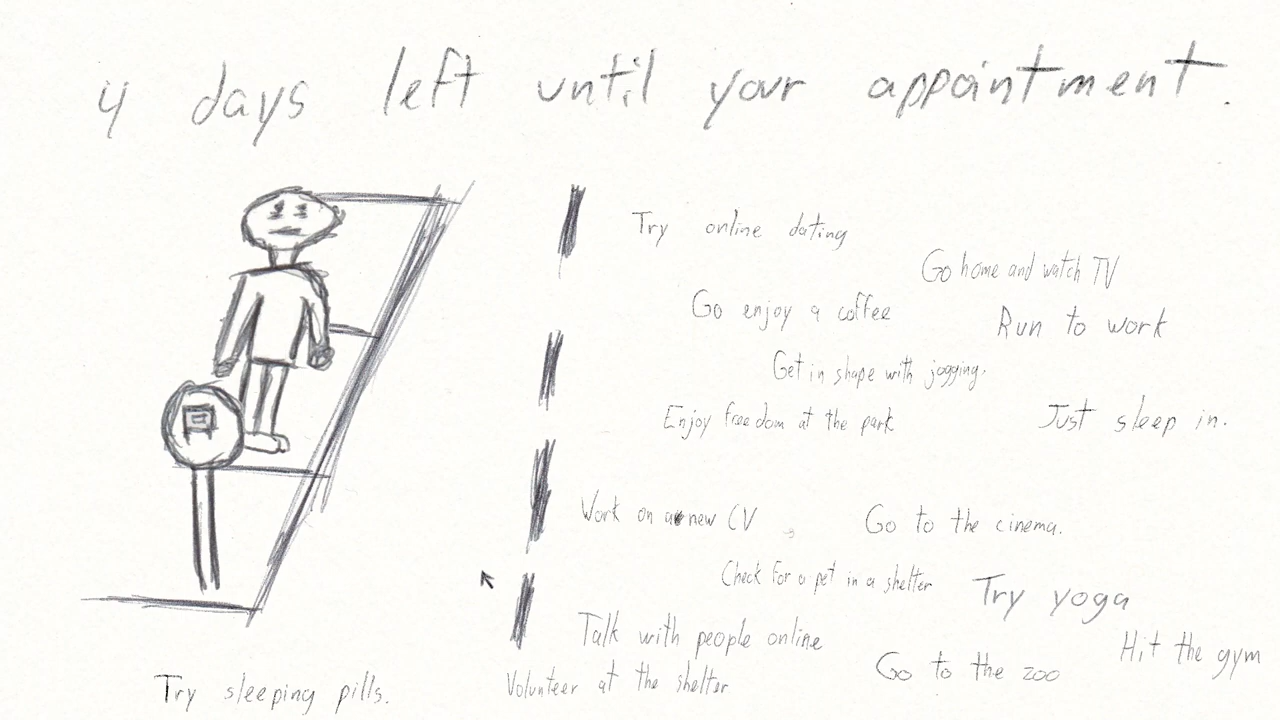 4 days left until your appointment.
Try online dating
Go home and watch TV
Go enjoy a coffee
Run to work
Get in shape with jogging.
Enjoy freedom at the park
Just sleep in.
Work on a new CV
Go to the cinema.
Check for a pet in a shelter
Try yoga
Talk with people online
Hit the gym
Go to the zoo
Volunteer at the shelter
Try sleeping pills.